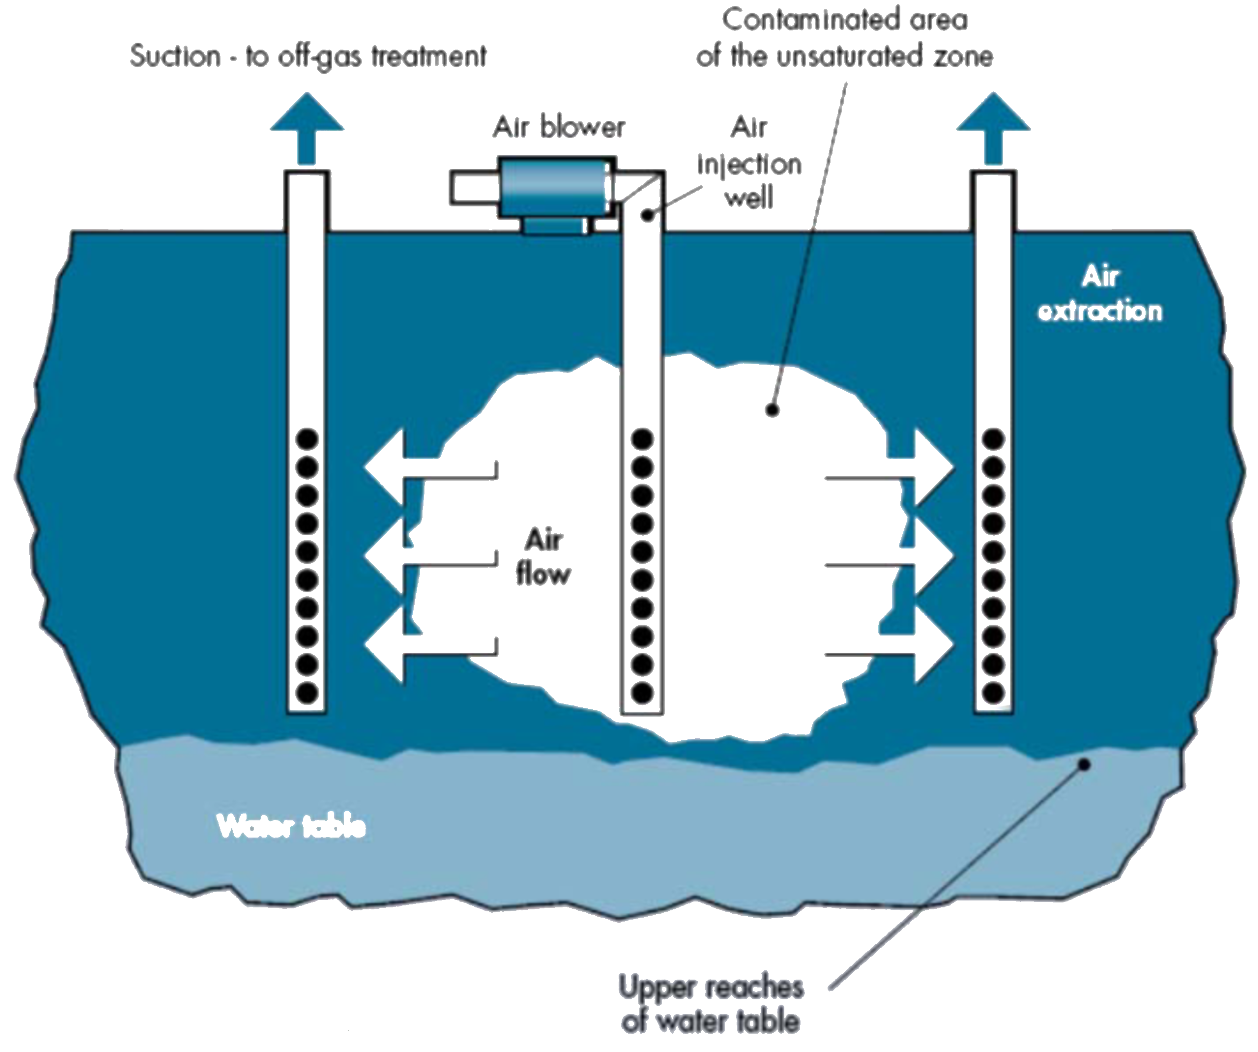 Contaminated area
of the unsaturated zone
Suction - to off-gas treatment
Air blower
Air
injection
well
Air
extraction
Air
flow
Water table
Upper reaches
of water table